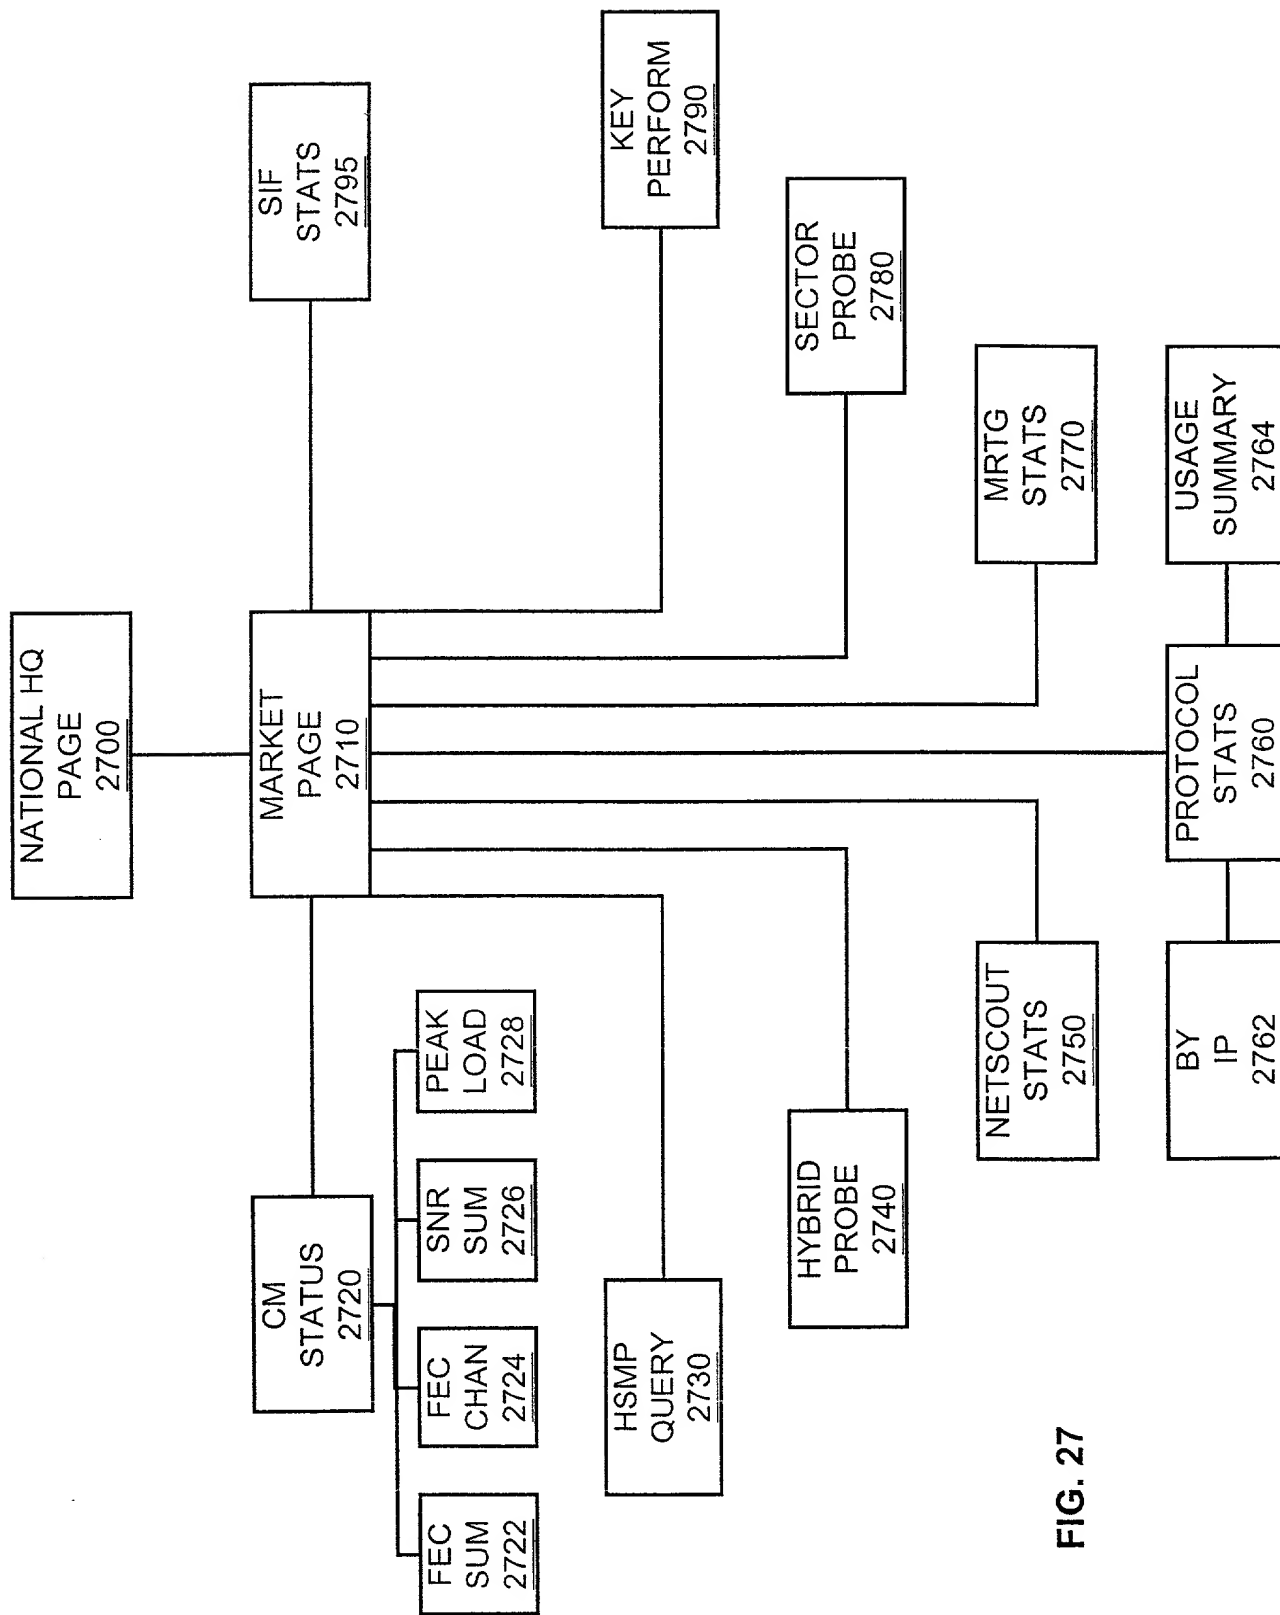 NATIONAL HQ
PAGE
2700
MARKET
PAGE
2710
CM
STATUS
2720
SIF
STATS
2795
FEC
SUM
2722
FEC
CHAN
2724
SNR
SUM
2726
PEAK
LOAD
2728
HSMP
QUERY
2730
KEY
PERFORM
2790
HYBRID
PROBE
2740
SECTOR
PROBE
2780
NETSCOUT
STATS
2750
MRTG
STATS
2770
BY
IP
2762
PROTOCOL
STATS
2760
USAGE
SUMMARY
2764
FIG. 27